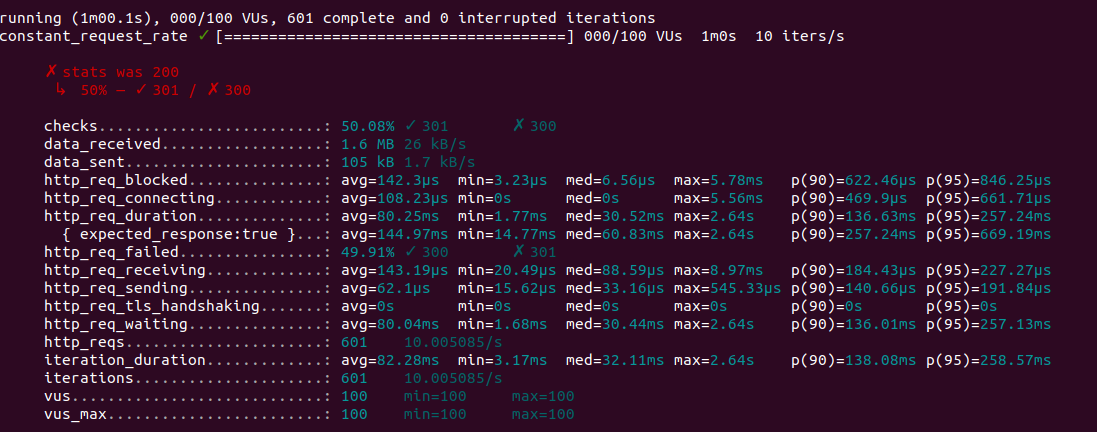 running (1m00.1s), 000/100 VUs, 601 complete and 0 interrupted iterations
constant_request_rate ✓ [======================================] 000/100 VUs  1m0s  10 iters/s

     ✗ stats was 200
      ↳  50% — ✓ 301 / ✗ 300

     checks.........................: 50.08% ✓ 301       ✗ 300
     data_received..................: 1.6 MB 26 kB/s
     data_sent......................: 105 kB 1.7 kB/s
     http_req_blocked...............: avg=142.3µs  min=3.23µs  med=6.56µs  max=5.78ms   p(90)=622.46µs p(95)=846.25µs
     http_req_connecting............: avg=108.23µs min=0s      med=0s      max=5.56ms   p(90)=469.9µs  p(95)=661.71µs
     http_req_duration..............: avg=80.25ms  min=1.77ms  med=30.52ms max=2.64s    p(90)=136.63ms p(95)=257.24ms
       { expected_response:true }...: avg=144.97ms min=14.77ms med=60.83ms max=2.64s    p(90)=257.24ms p(95)=669.19ms
     http_req_failed................: 49.91% ✓ 300       ✗ 301
     http_req_receiving.............: avg=143.19µs min=20.49µs med=88.59µs max=8.97ms   p(90)=184.43µs p(95)=227.27µs
     http_req_sending...............: avg=62.1µs   min=15.62µs med=33.16µs max=545.33µs p(90)=140.66µs p(95)=191.84µs
     http_req_tls_handshaking.......: avg=0s       min=0s      med=0s      max=0s       p(90)=0s       p(95)=0s
     http_req_waiting...............: avg=80.04ms  min=1.68ms  med=30.44ms max=2.64s    p(90)=136.01ms p(95)=257.13ms
     http_reqs......................: 601    10.005085/s
     iteration_duration.............: avg=82.28ms  min=3.17ms  med=32.11ms max=2.64s    p(90)=138.08ms p(95)=258.57ms
     iterations.....................: 601    10.005085/s
     vus............................: 100    min=100     max=100
     vus_max........................: 100    min=100     max=100